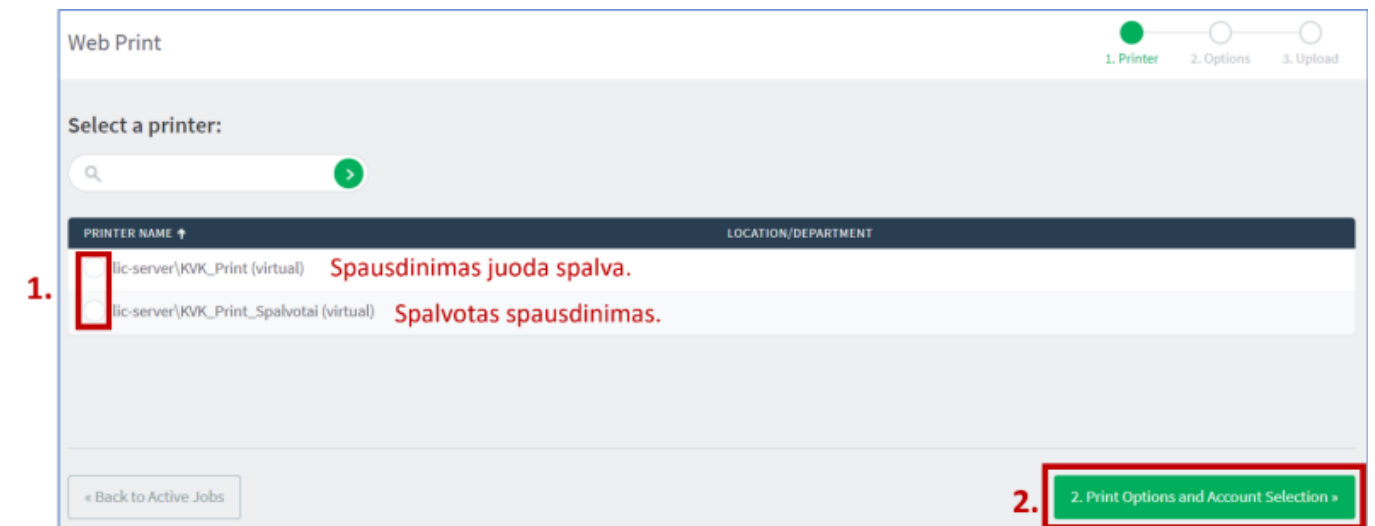 Web Print
1. Printer 2. Options 3. Upload
Select a printer:
PRINTER NAME ↑ LOCATION/DEPARTMENT
1.
lic-server\KVK_Print (virtual) Spausdinimas juoda spalva.
lic-server\KVK_Print_Spalvotai (virtual) Spalvotas spausdinimas.
« Back to Active Jobs 2. 2. Print Options and Account Selection »